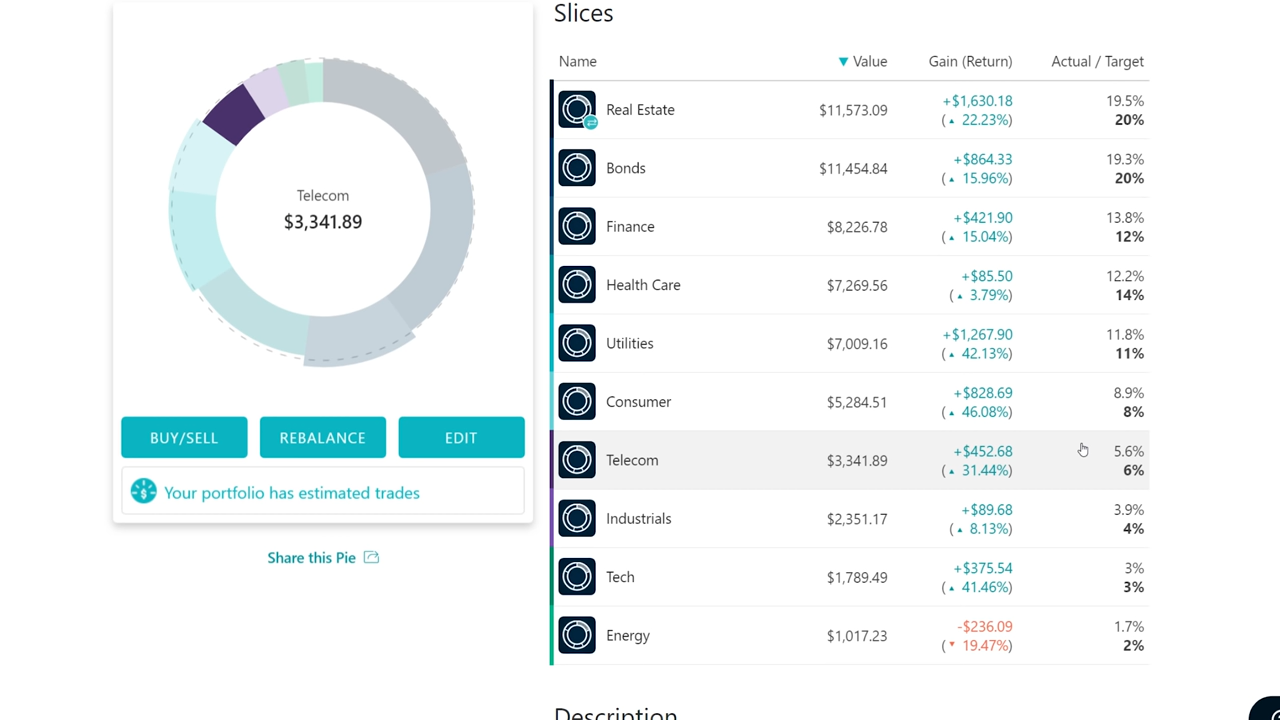 Slices
Name ▼ Value Gain (Return) Actual / Target
Real Estate $11,573.09 +$1,630.18 (▲ 22.23%) 19.5% 20%
Bonds $11,454.84 +$864.33 (▲ 15.96%) 19.3% 20%
Finance $8,226.78 +$421.90 (▲ 15.04%) 13.8% 12%
Health Care $7,269.56 +$85.50 (▲ 3.79%) 12.2% 14%
Utilities $7,009.16 +$1,267.90 (▲ 42.13%) 11.8% 11%
Consumer $5,284.51 +$828.69 (▲ 46.08%) 8.9% 8%
Telecom $3,341.89 +$452.68 (▲ 31.44%) 5.6% 6%
Industrials $2,351.17 +$89.68 (▲ 8.13%) 3.9% 4%
Tech $1,789.49 +$375.54 (▲ 41.46%) 3% 3%
Energy $1,017.23 -$236.09 (▼ 19.47%) 1.7% 2%
Telecom
$3,341.89
BUY/SELL REBALANCE EDIT
Your portfolio has estimated trades
Share this Pie
Description